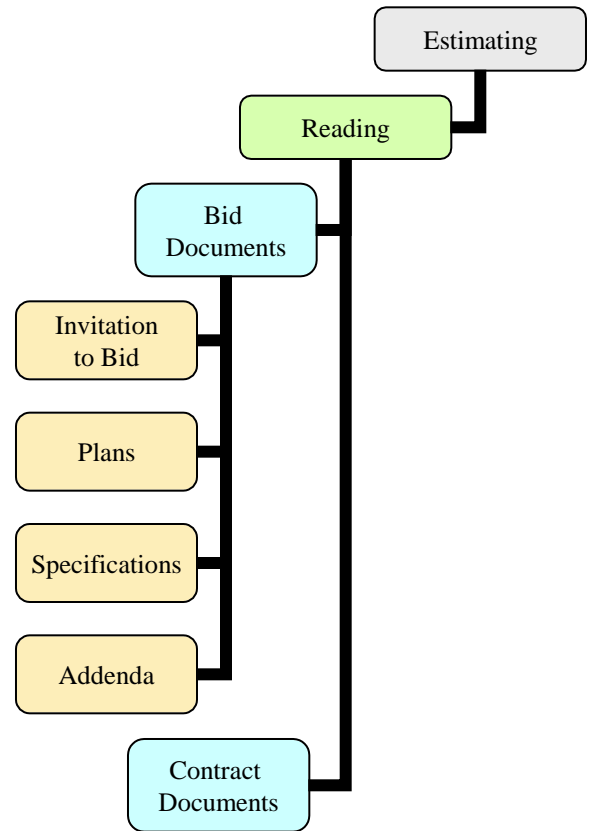 Estimating
Reading
Bid
Documents
Invitation
to Bid
Plans
Specifications
Addenda
Contract
Documents